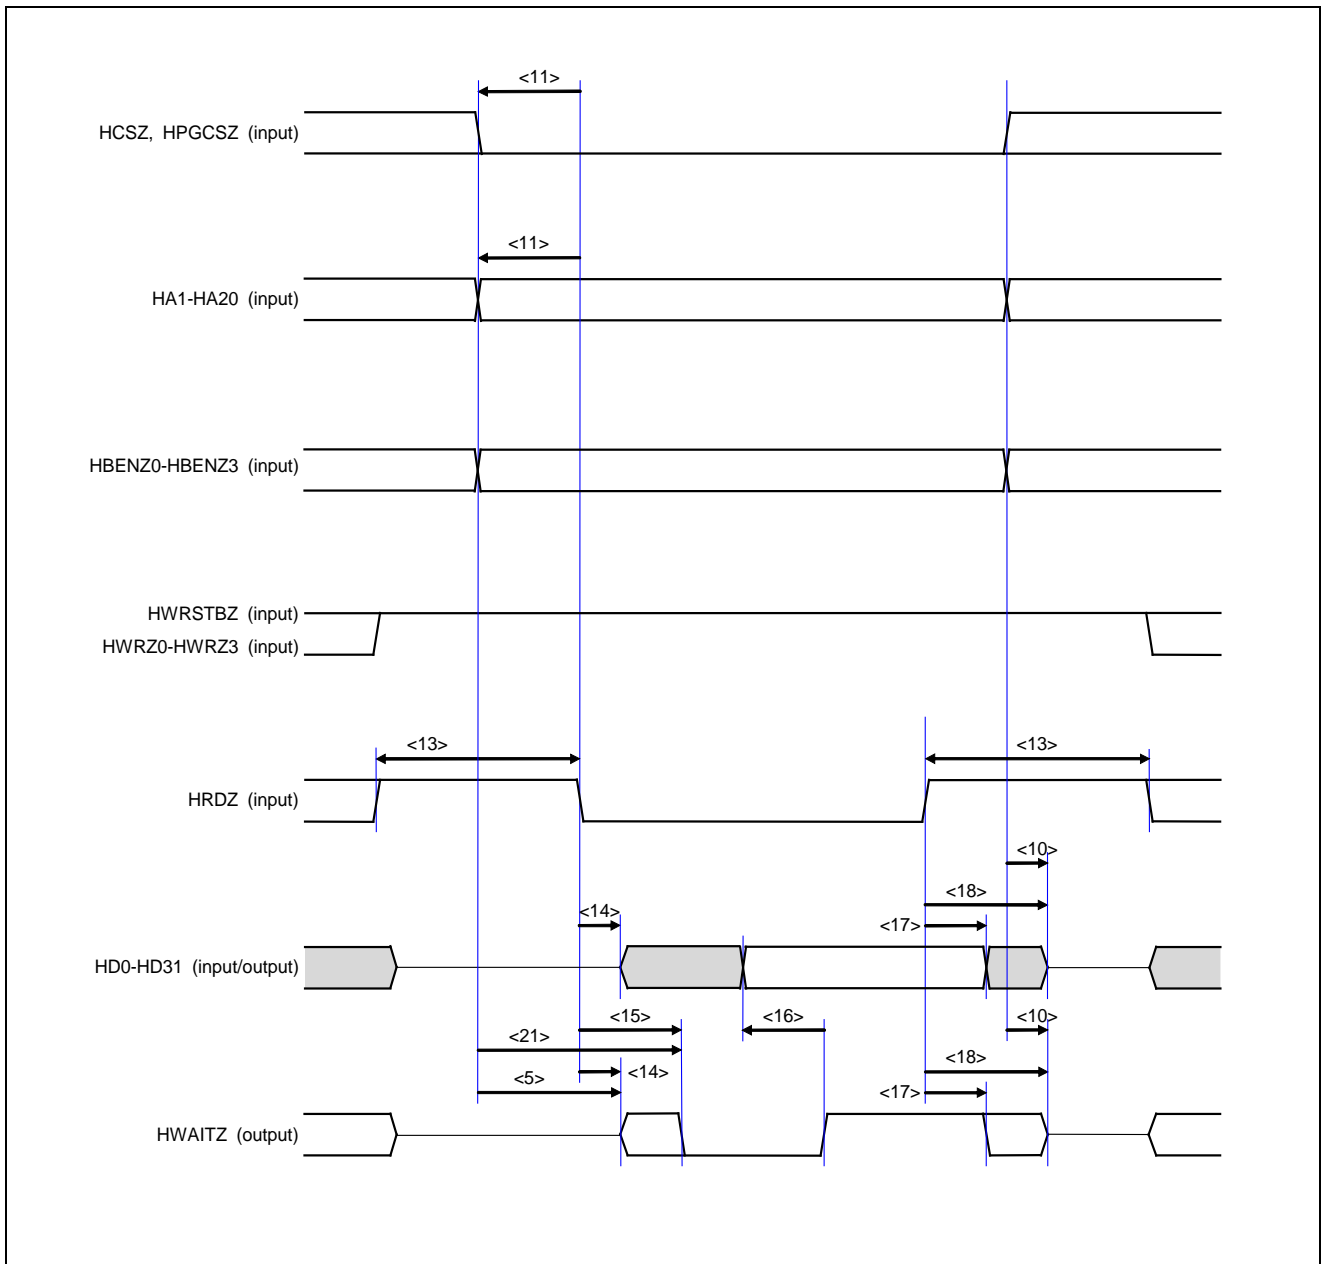 <11>
HCSZ, HPGCSZ (input)
<11>
HA1-HA20 (input)
HBENZ0-HBENZ3 (input)
HWRSTBZ (input)
HWRZ0-HWRZ3 (input)
<13>
<13>
HRDZ (input)
<10>
<18>
<14>
<17>
HD0-HD31 (input/output)
<15>
<16>
<10>
<21>
<18>
<14>
<5>
<17>
HWAITZ (output)